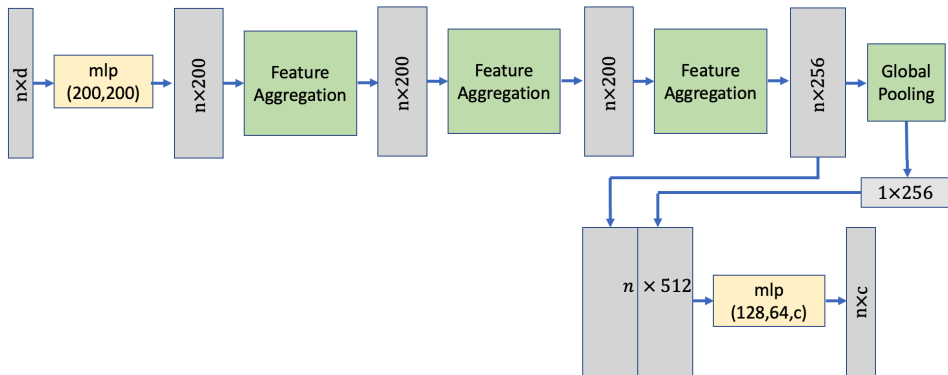 n×d
mlp
(200,200)
n×200
Feature
Aggregation
n×200
Feature
Aggregation
n×200
Feature
Aggregation
n×256
Global
Pooling
1×256
n × 512
mlp
(128,64,c)
n×c